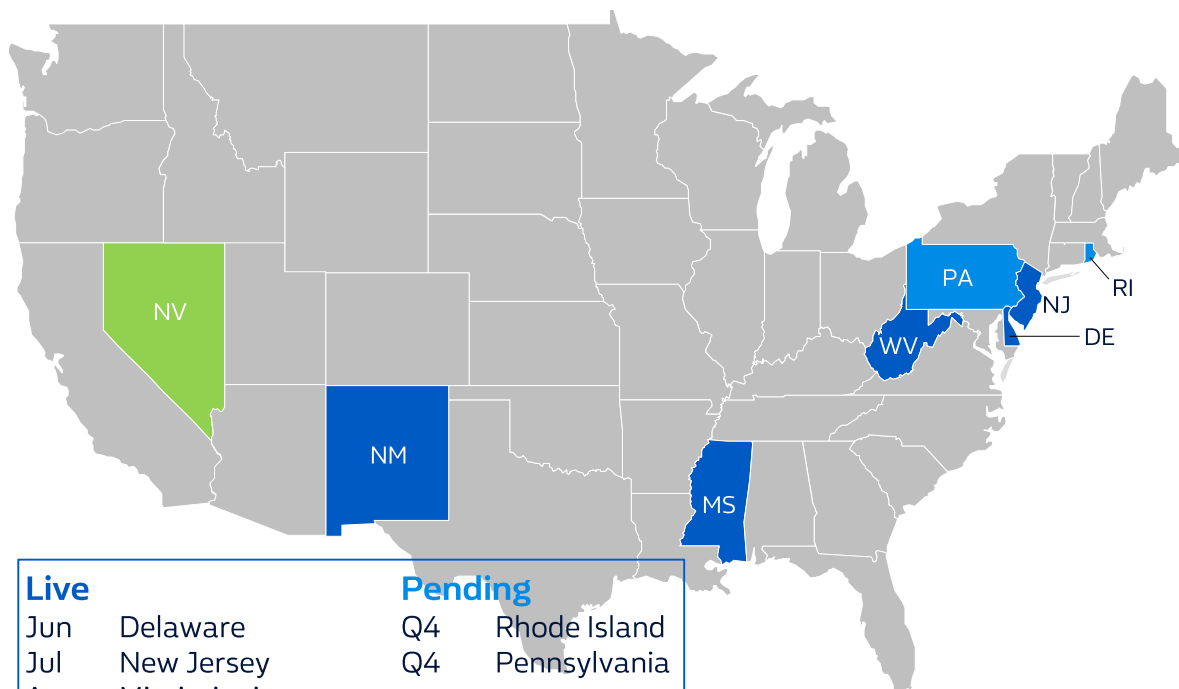 PA
RI
NJ
NV
DE
WV
NM
MS
Live Pending
Jun Delaware Q4 Rhode Island
Jul New Jersey Q4 Pennsylvania